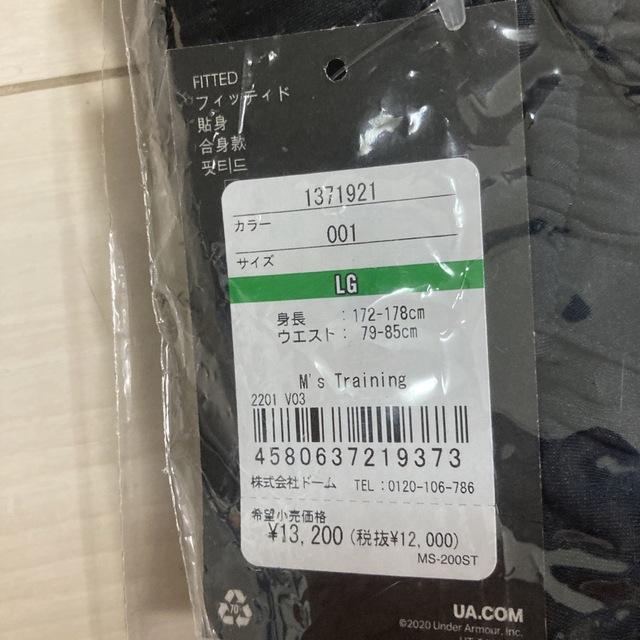 FITTED
フィッティド
貼身
合身款
핏티드
1371921
カラー
001
サイズ
LG
身長 :172-178cm
ウエスト: 79-85cm
M's Training
2201 V03
4580637219373
株式会社ドーム TEL:0120-106-786
希望小売価格
¥13,200(税抜¥12,000)
MS-200ST
70
UA.COM
©2020 Under Armour, Inc.